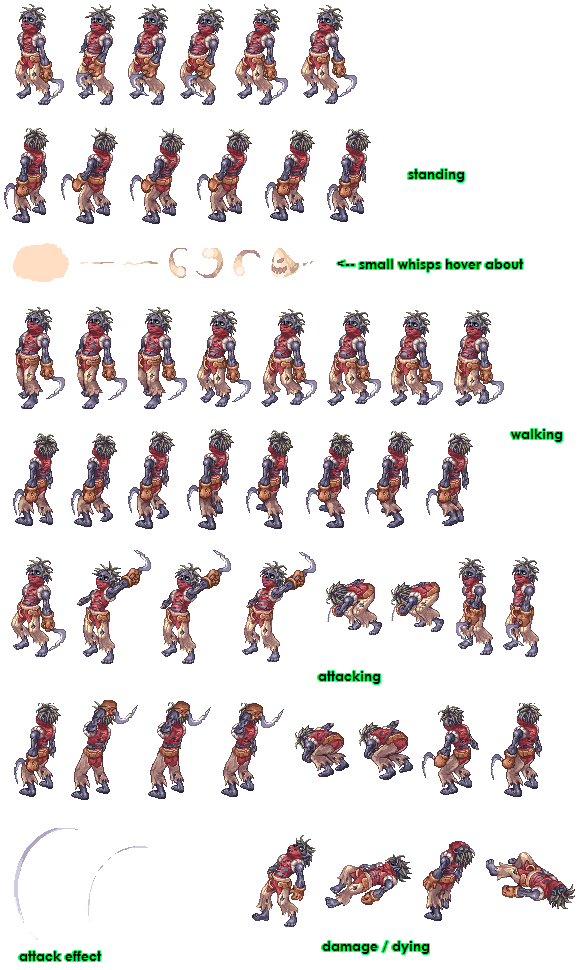 standing
<-- small whisps hover about
walking
attacking
attack effect
damage / dying